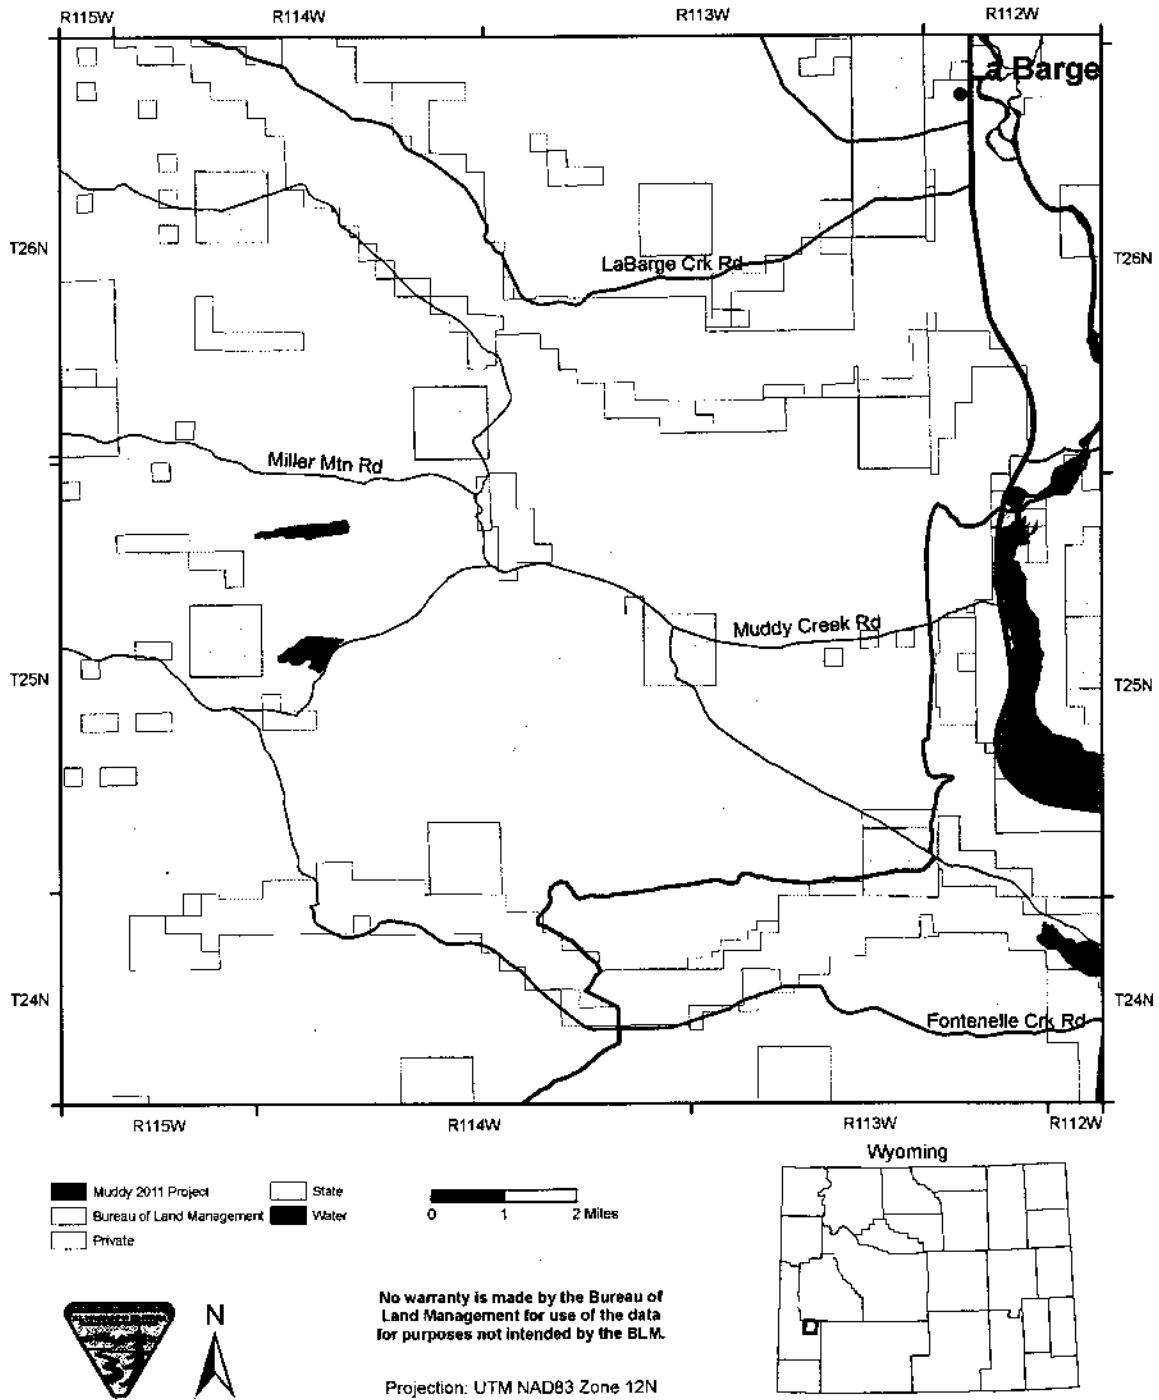 R115W R114W R113W R112W
La Barge
T26N T26N
LaBarge Crk Rd
Miller Mtn Rd
Muddy Creek Rd
T25N T25N
T24N T24N
Fontenelle Crk Rd
R115W R114W R113W R112W
Wyoming
Muddy 2011 Project
Bureau of Land Management
Private
State
Water
0 1 2 Miles
N
No warranty is made by the Bureau of
Land Management for use of the data
for purposes not intended by the BLM.
Projection: UTM NAD83 Zone 12N